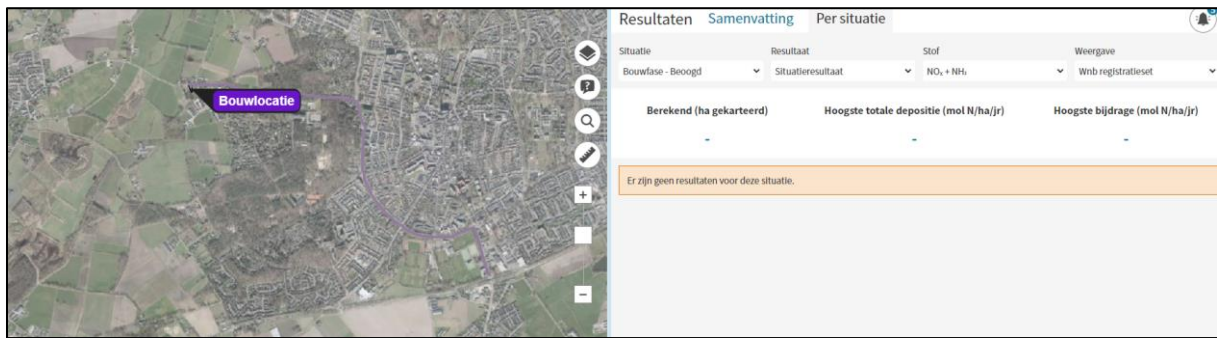 Bouwlocatie
Resultaten Samenvatting Per situatie
Situatie Resultaat Stof Weergave
Bouwfase - Beoogd Situatieresultaat NOₓ + NH₃ Wnb registratieset
Berekend (ha gekarteerd) Hoogste totale depositie (mol N/ha/jr) Hoogste bijdrage (mol N/ha/jr)
- - -
Er zijn geen resultaten voor deze situatie.